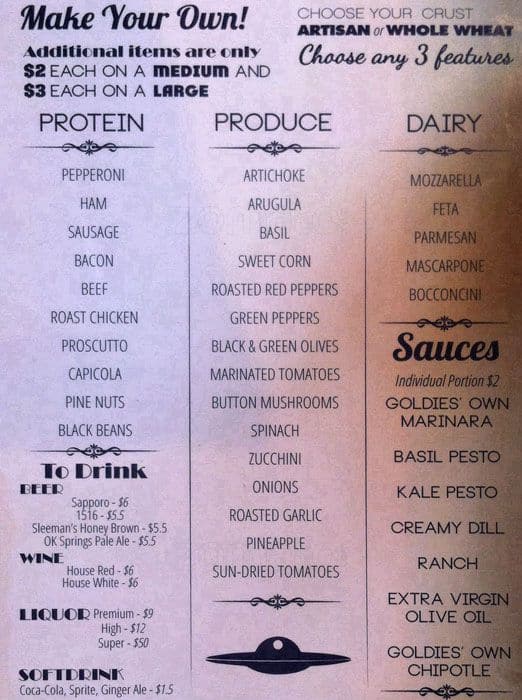 Make Your Own!
Additional items are only
$2 EACH ON A MEDIUM AND
$3 EACH ON A LARGE
CHOOSE YOUR CRUST
ARTISAN or WHOLE WHEAT
Choose any 3 features
PROTEIN
PEPPERONI
HAM
SAUSAGE
BACON
BEEF
ROAST CHICKEN
PROSCUTTO
CAPICOLA
PINE NUTS
BLACK BEANS
To Drink
BEER
Sapporo - $6
1516 - $5.5
Sleeman's Honey Brown - $5.5
OK Springs Pale Ale - $5.5
WINE
House Red - $6
House White - $6
LIQUOR Premium - $9
High - $12
Super - $50
SOFTDRINK
Coca-Cola, Sprite, Ginger Ale - $1.5
PRODUCE
ARTICHOKE
ARUGULA
BASIL
SWEET CORN
ROASTED RED PEPPERS
GREEN PEPPERS
BLACK & GREEN OLIVES
MARINATED TOMATOES
BUTTON MUSHROOMS
SPINACH
ZUCCHINI
ONIONS
ROASTED GARLIC
PINEAPPLE
SUN-DRIED TOMATOES
DAIRY
MOZZARELLA
FETA
PARMESAN
MASCARPONE
BOCCONCINI
Sauces
Individual Portion $2
GOLDIES' OWN
MARINARA
BASIL PESTO
KALE PESTO
CREAMY DILL
RANCH
EXTRA VIRGIN
OLIVE OIL
GOLDIES' OWN
CHIPOTLE